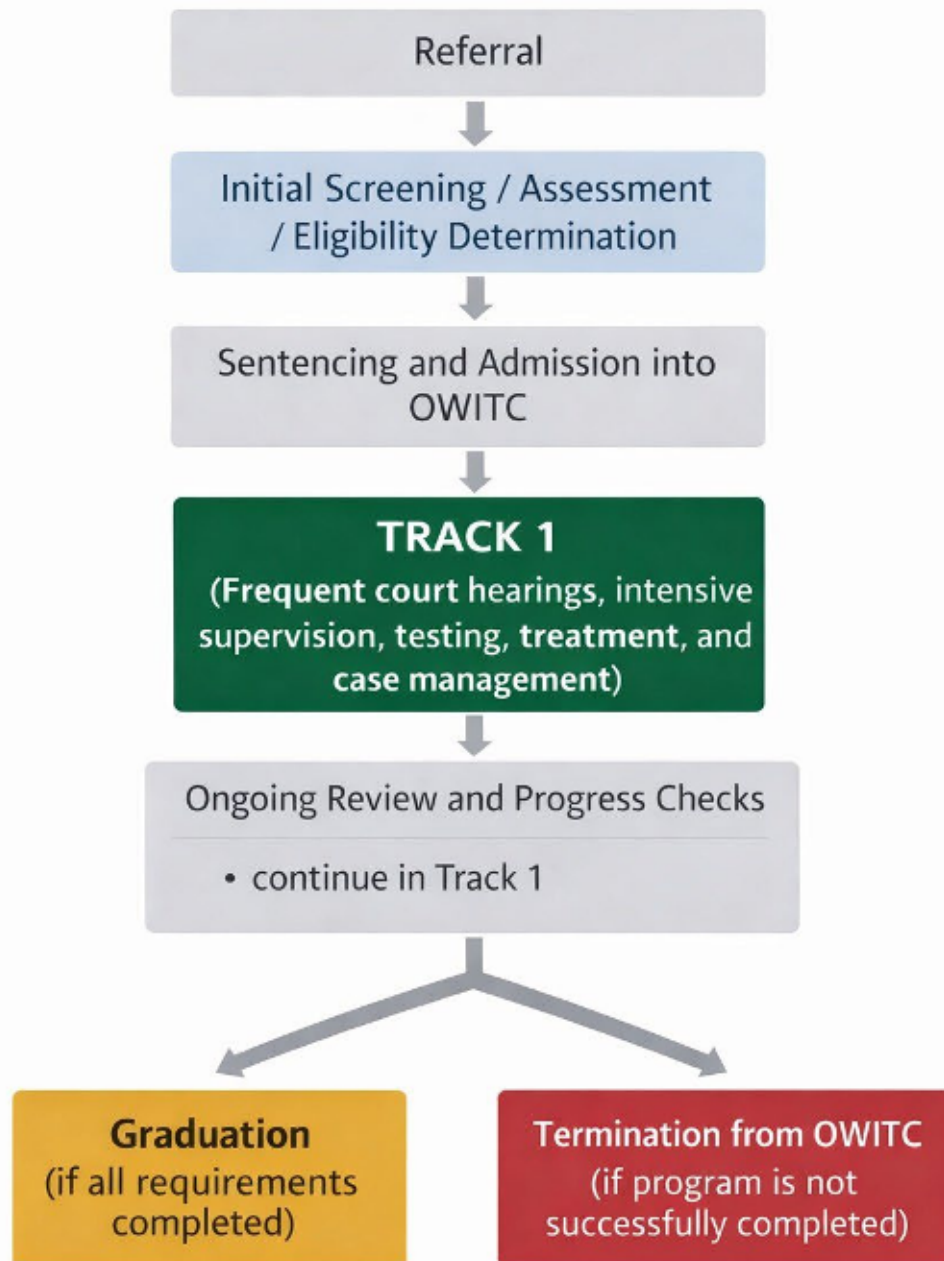 Referral
Initial Screening / Assessment
/ Eligibility Determination
Sentencing and Admission into
OWITC
TRACK 1
(Frequent court hearings, intensive
supervision, testing, treatment, and
case management)
Ongoing Review and Progress Checks
• continue in Track 1
Graduation
(if all requirements
completed)
Termination from OWITC
(if program is not
successfully completed)